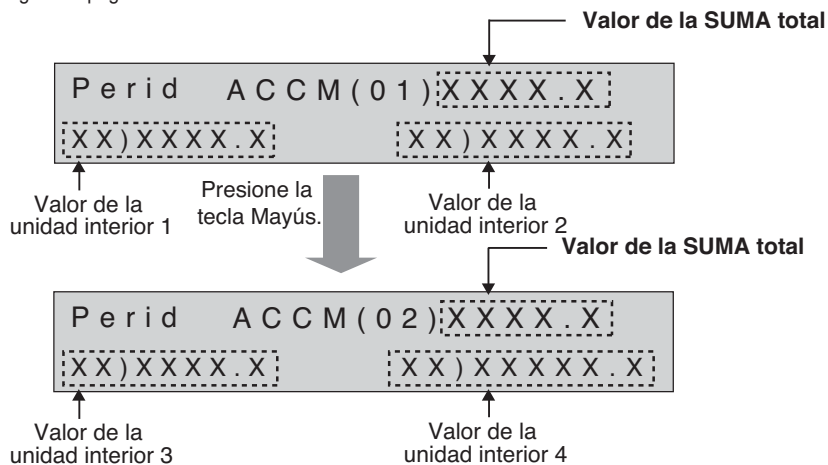 Valor de la SUMA total
Perid ACCM(01)XXXX.X
XX)XXXX.X XX)XXXX.X
Valor de la unidad interior 1
Presione la tecla Mayús.
Valor de la unidad interior 2
Valor de la SUMA total
Perid ACCM(02)XXXX.X
XX)XXXX.X XX)XXXXX.X
Valor de la unidad interior 3
Valor de la unidad interior 4